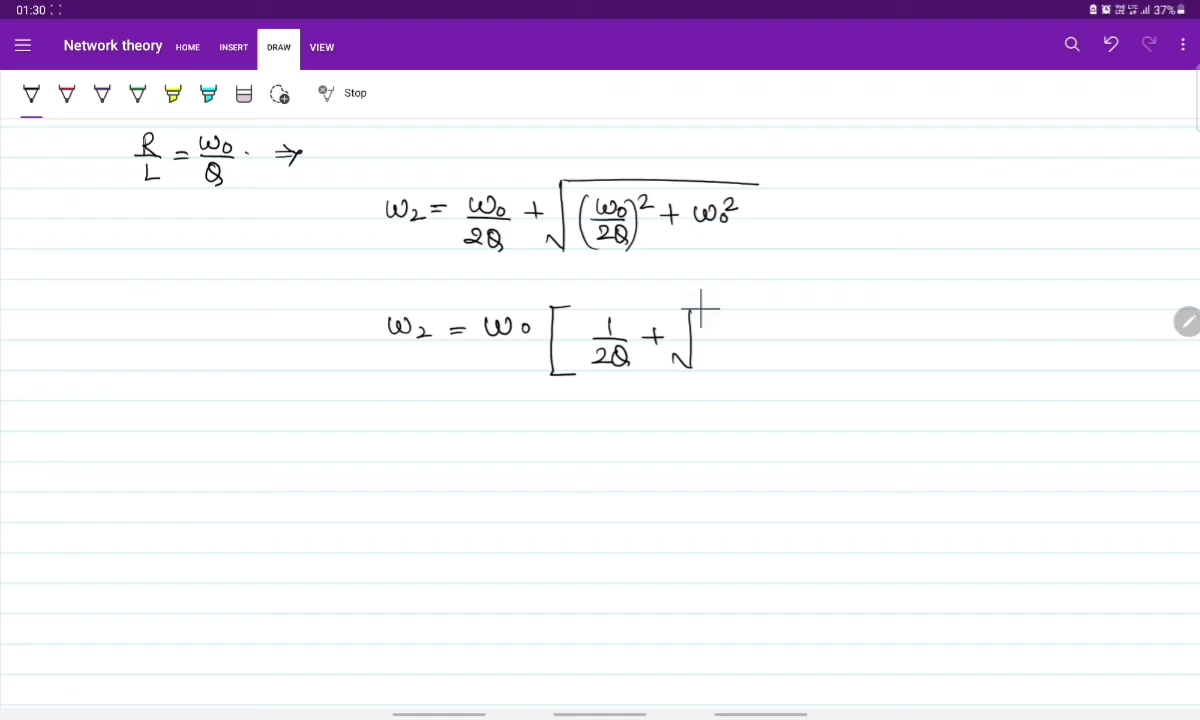 01:30 37%
Network theory HOME INSERT DRAW VIEW
Stop
R/L = ω₀/Q . ⇒
ω₂ = ω₀/2Q + √((ω₀/2Q)² + ω₀²)
ω₂ = ω₀ [ 1/2Q + √